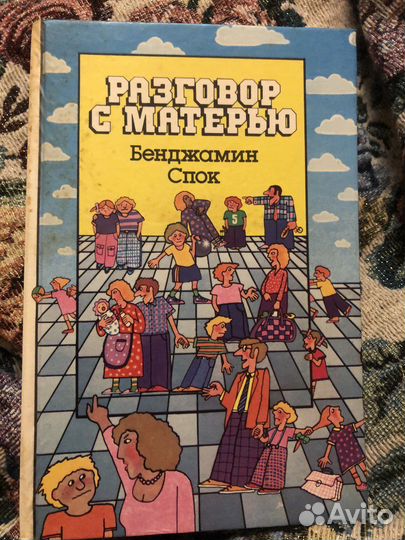 РАЗГОВОР
С МАТЕРЬЮ
Бенджамин
Спок
5
Avito